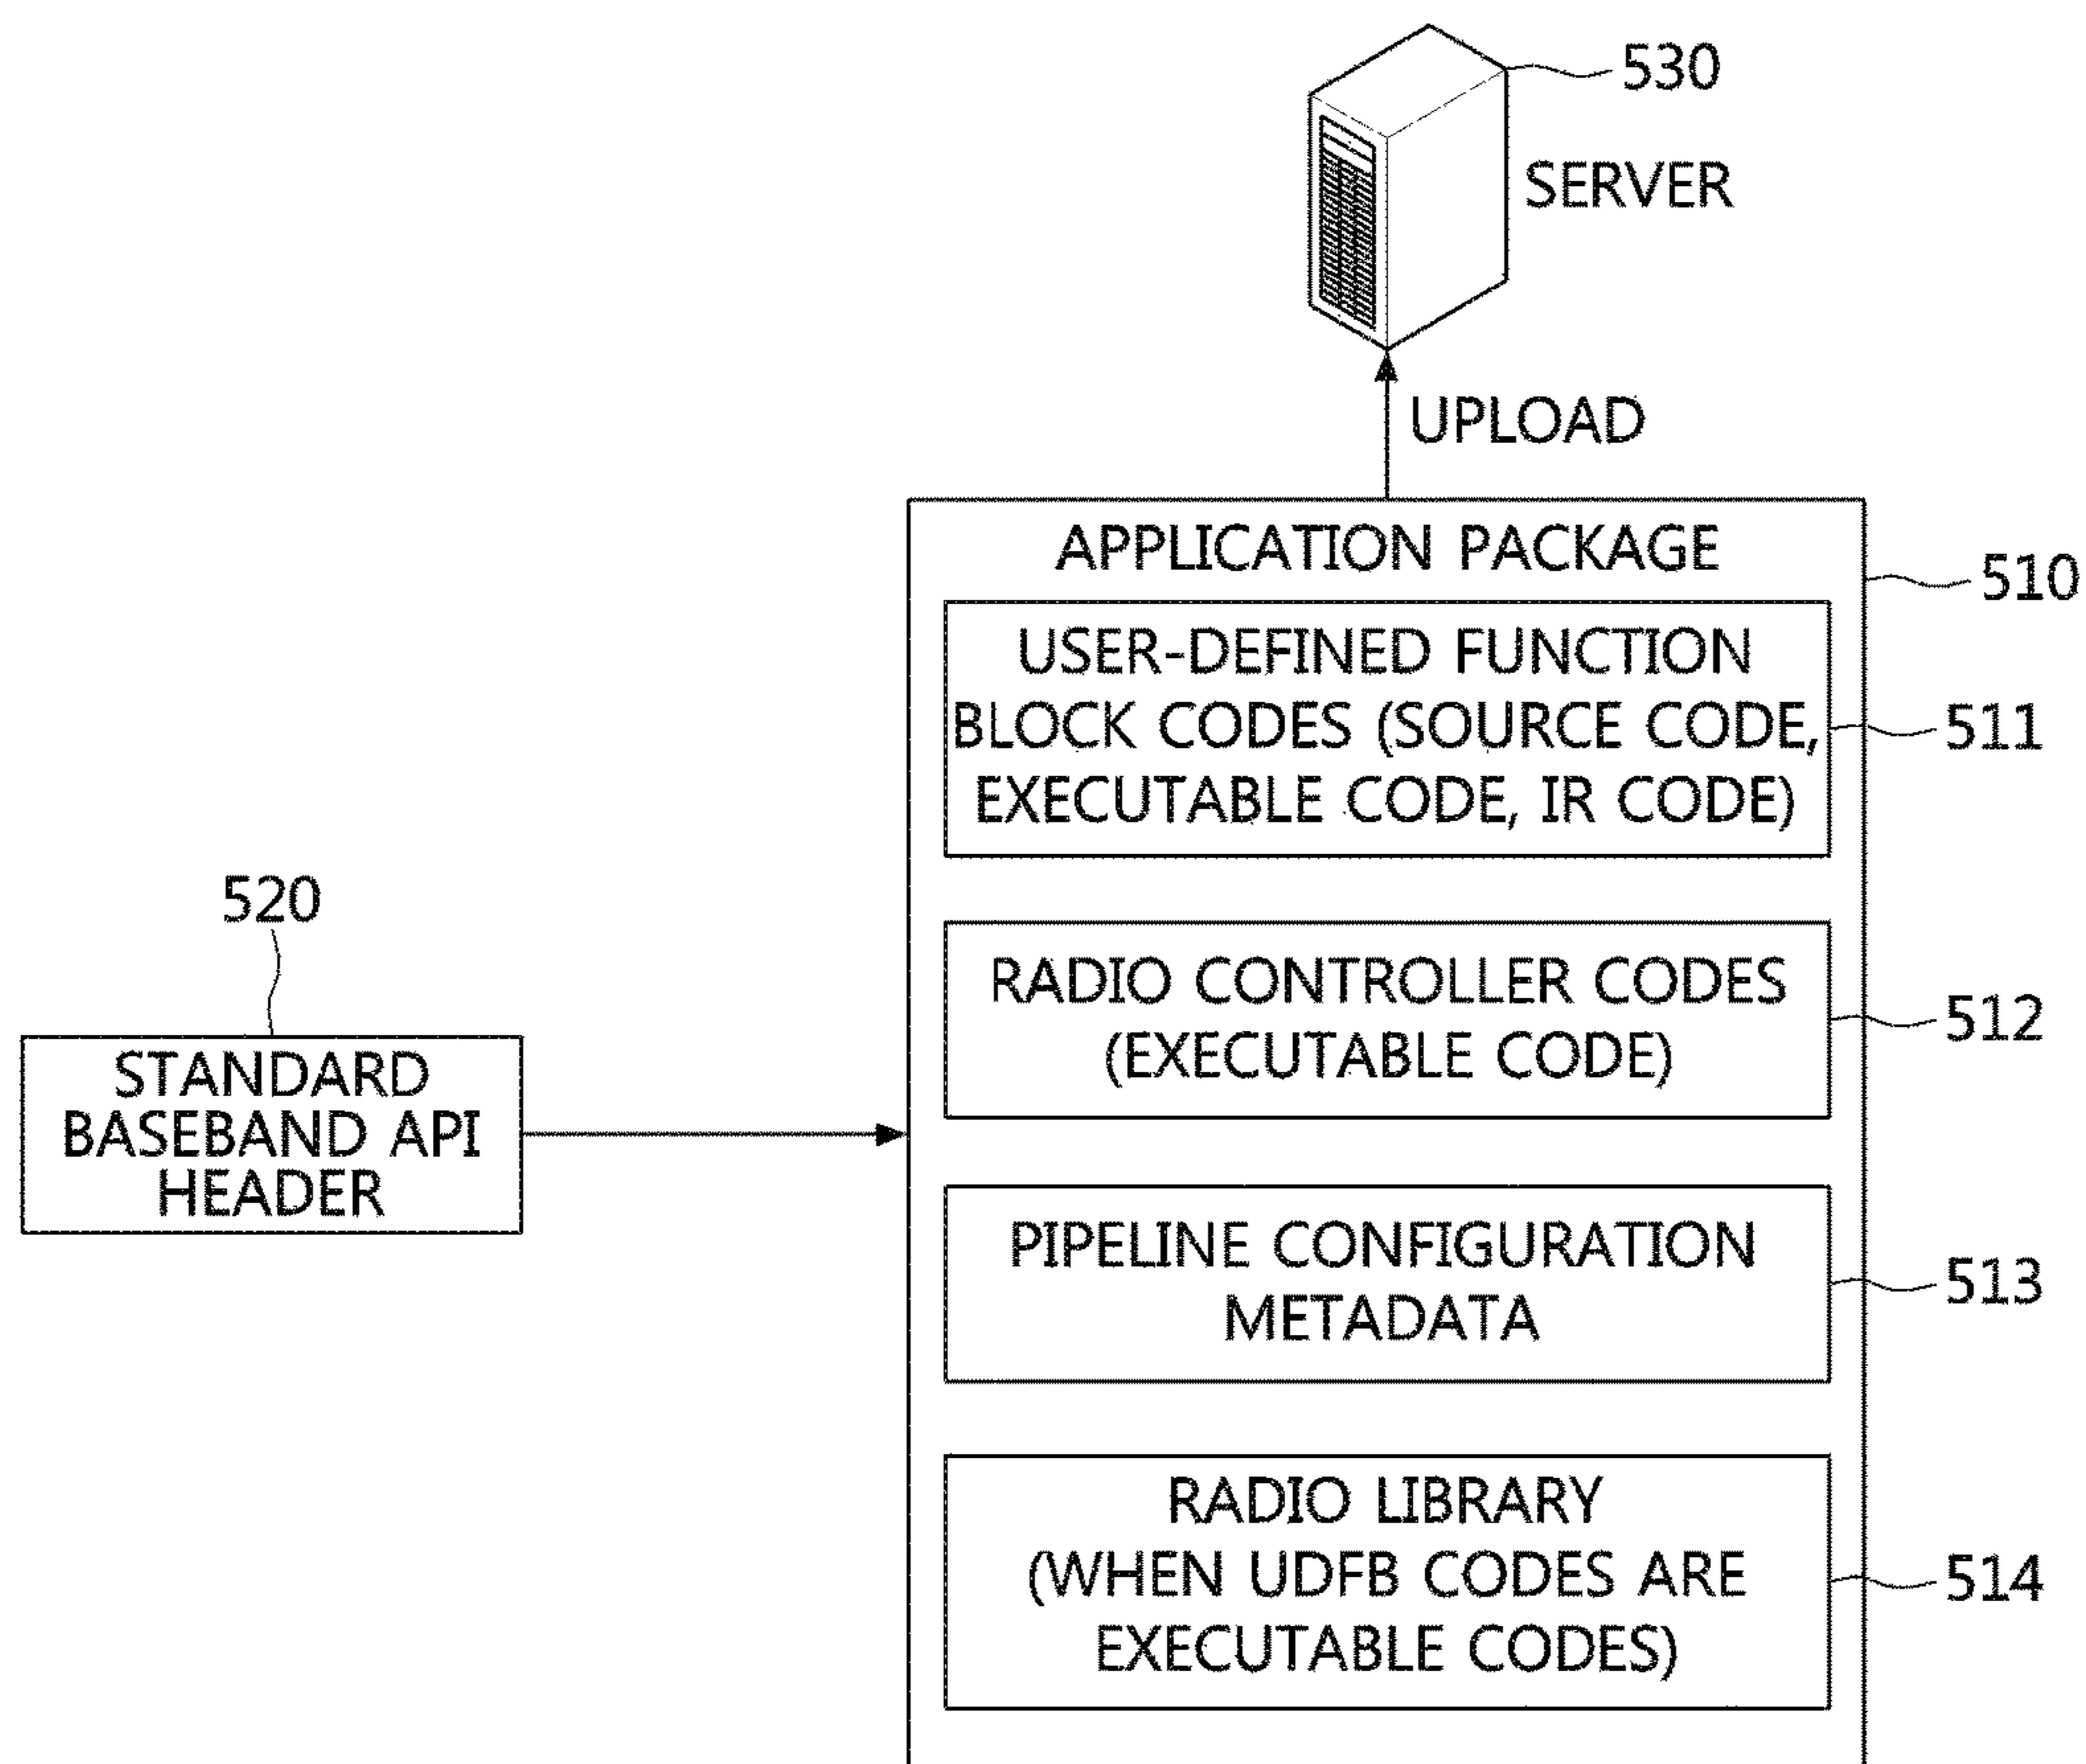 530
SERVER
UPLOAD
APPLICATION PACKAGE
510
USER-DEFINED FUNCTION
BLOCK CODES (SOURCE CODE,
EXECUTABLE CODE, IR CODE)
511
520
STANDARD
BASEBAND API
HEADER
RADIO CONTROLLER CODES
(EXECUTABLE CODE)
512
PIPELINE CONFIGURATION
METADATA
513
RADIO LIBRARY
(WHEN UDFB CODES ARE
EXECUTABLE CODES)
514